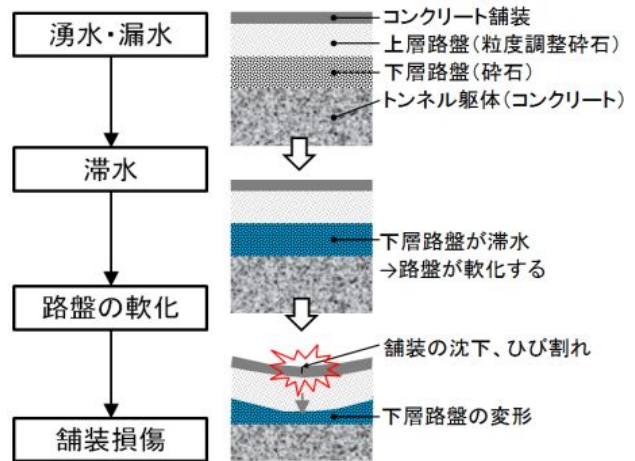 湧水・漏水
滞水
路盤の軟化
舗装損傷
コンクリート舗装
上層路盤(粒度調整砕石)
下層路盤(砕石)
トンネル躯体(コンクリート)
下層路盤が滞水
→路盤が軟化する
舗装の沈下、ひび割れ
下層路盤の変形